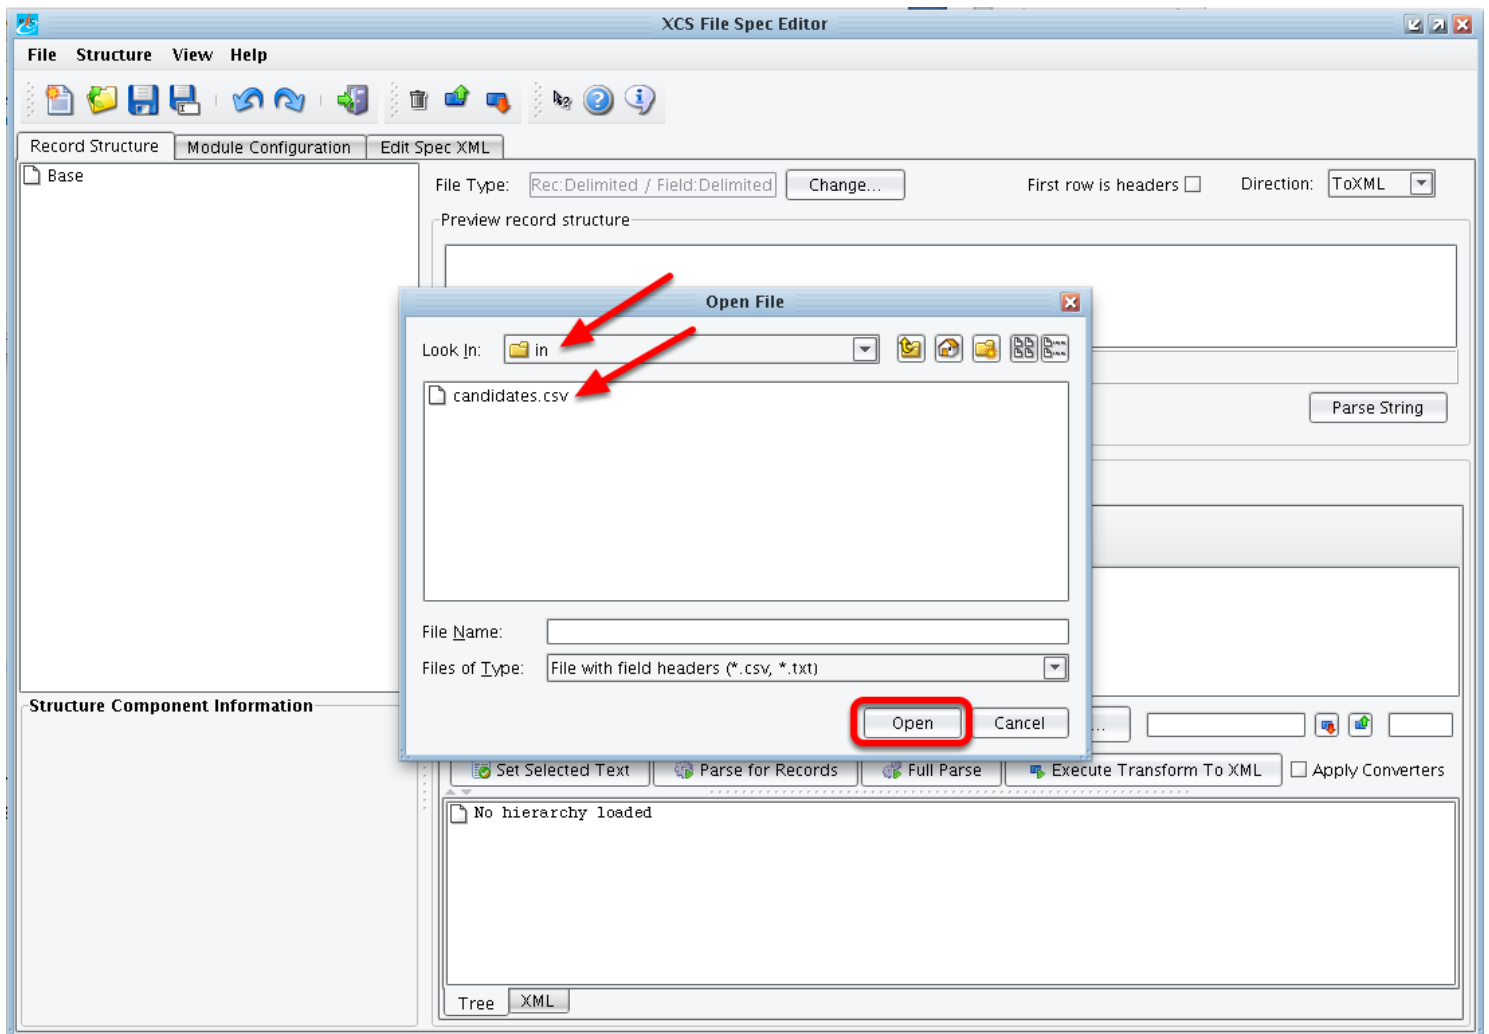 XCS File Spec Editor
File Structure View Help
Record Structure Module Configuration Edit Spec XML
Base
File Type: Rec:Delimited / Field:Delimited Change... First row is headers Direction: ToXML
Preview record structure
Open File
Look In: in
candidates.csv
Parse String
File Name:
Files of Type: File with field headers (*.csv, *.txt)
Structure Component Information
Open Cancel
...
Set Selected Text Parse for Records Full Parse Execute Transform To XML Apply Converters
No hierarchy loaded
Tree XML